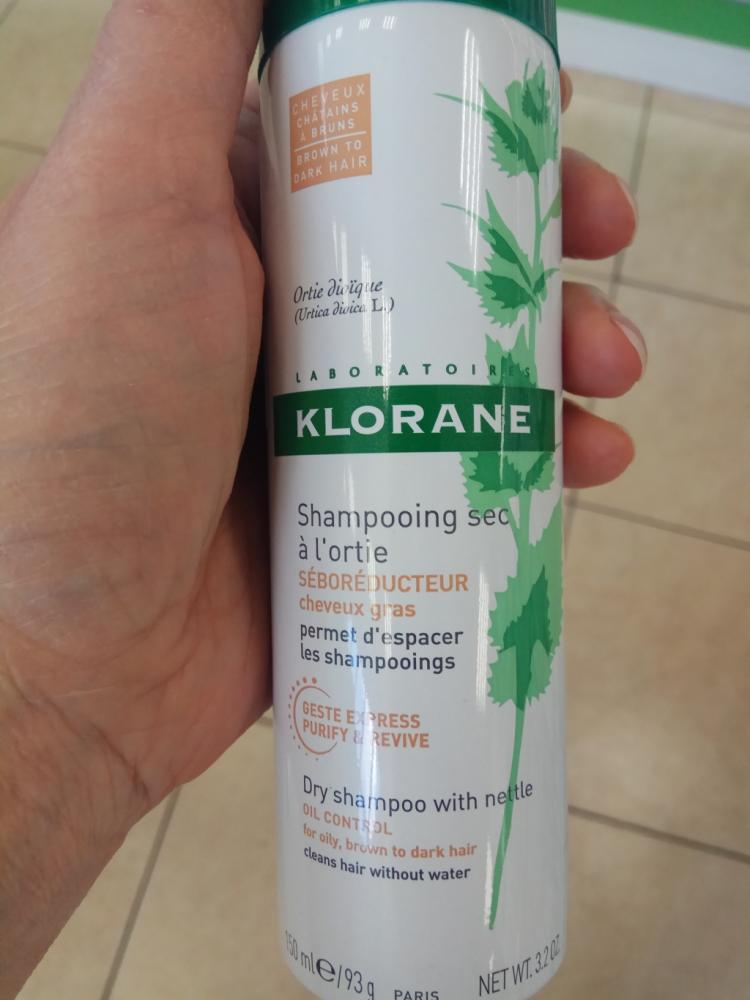 CHEVEUX
CHÂTAINS
À BRUNS
BROWN TO
DARK HAIR
Ortie dioïque
(Urtica dioica L.)
LABORATOIRES
KLORANE
Shampooing sec
à l'ortie
SÉBORÉDUCTEUR
cheveux gras
permet d'espacer
les shampooings
GESTE EXPRESS
PURIFY & REVIVE
Dry shampoo with nettle
OIL CONTROL
for oily, brown to dark hair
cleans hair without water
150 ml℮/93g PARIS NET WT. 3.2 OZ.